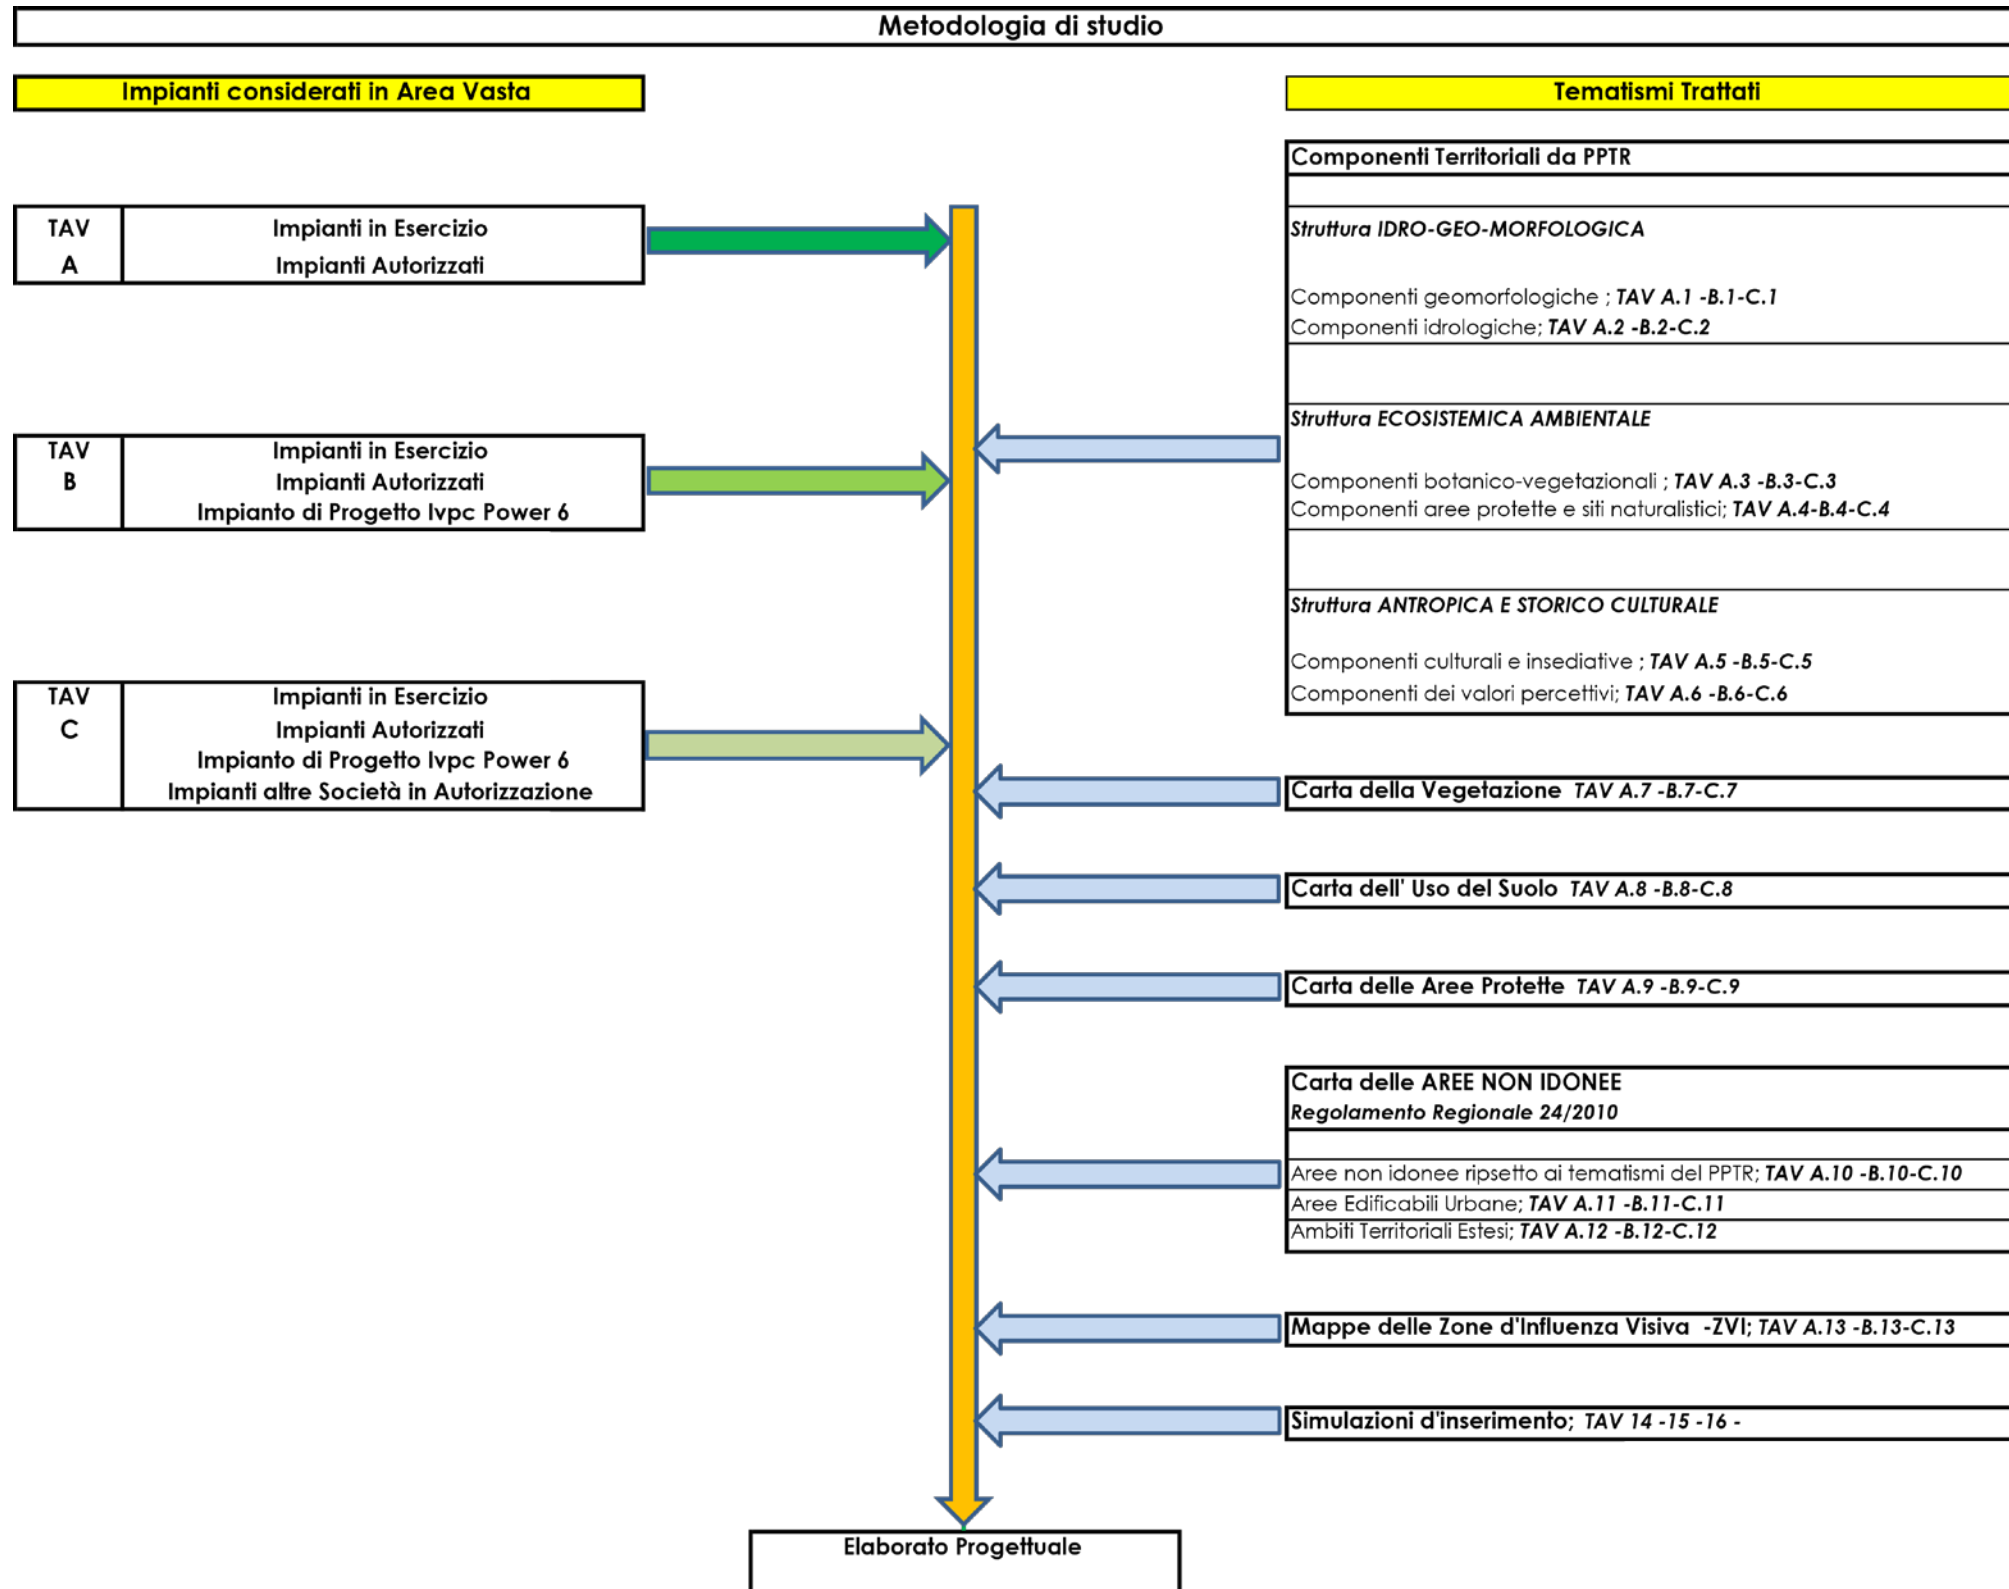 Metodologia di studio
Impianti considerati in Area Vasta
TAV
A
Impianti in Esercizio
Impianti Autorizzati
TAV
B
Impianti in Esercizio
Impianti Autorizzati
Impianto di Progetto Ivpc Power 6
TAV
C
Impianti in Esercizio
Impianti Autorizzati
Impianto di Progetto Ivpc Power 6
Impianti altre Società in Autorizzazione
Tematismi Trattati
Componenti Territoriali da PPTR
Struttura IDRO-GEO-MORFOLOGICA
Componenti geomorfologiche ; TAV A.1 -B.1-C.1
Componenti idrologiche; TAV A.2 -B.2-C.2
Struttura ECOSISTEMICA AMBIENTALE
Componenti botanico-vegetazionali ; TAV A.3 -B.3-C.3
Componenti aree protette e siti naturalistici; TAV A.4-B.4-C.4
Struttura ANTROPICA E STORICO CULTURALE
Componenti culturali e insediative ; TAV A.5 -B.5-C.5
Componenti dei valori percettivi; TAV A.6 -B.6-C.6
Carta della Vegetazione TAV A.7 -B.7-C.7
Carta dell' Uso del Suolo TAV A.8 -B.8-C.8
Carta delle Aree Protette TAV A.9 -B.9-C.9
Carta delle AREE NON IDONEE
Regolamento Regionale 24/2010
Aree non idonee ripsetto ai tematismi del PPTR; TAV A.10 -B.10-C.10
Aree Edificabili Urbane; TAV A.11 -B.11-C.11
Ambiti Territoriali Estesi; TAV A.12 -B.12-C.12
Mappe delle Zone d'Influenza Visiva -ZVI; TAV A.13 -B.13-C.13
Simulazioni d'inserimento; TAV 14 -15 -16 -
Elaborato Progettuale